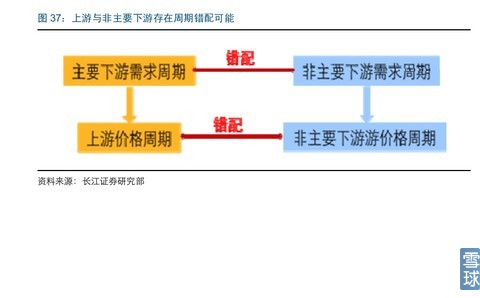 图 37：上游与非主要下游存在周期错配可能
错配
主要下游需求周期
非主要下游需求周期
错配
上游价格周期
非主要下游游价格周期
资料来源：长江证券研究部
雪球